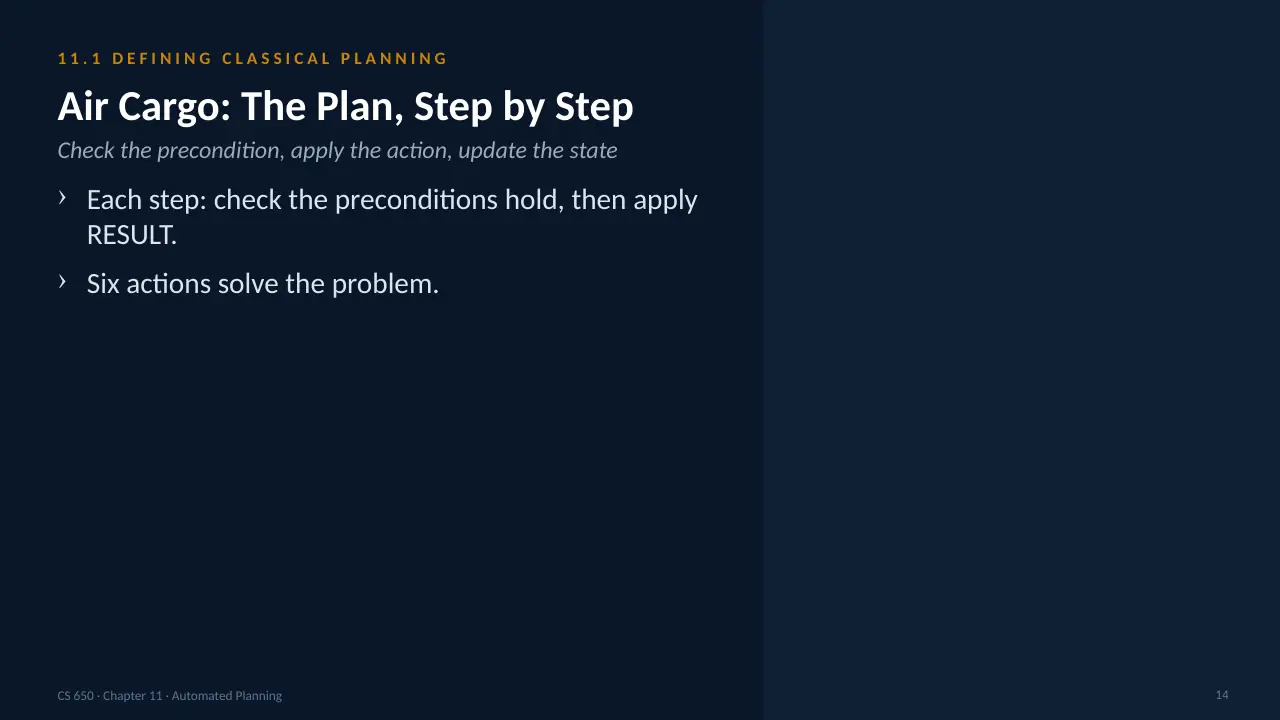 11.1 DEFINING CLASSICAL PLANNING
Air Cargo: The Plan, Step by Step
Check the precondition, apply the action, update the state
› Each step: check the preconditions hold, then apply
RESULT.
› Six actions solve the problem.
CS 650 · Chapter 11 · Automated Planning
14